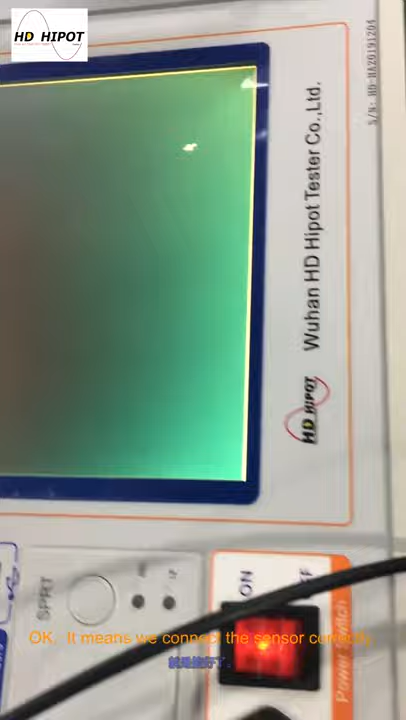 HD HIPOT
S/N: HD-HA20191204
Wuhan HD Hipot Tester Co.,Ltd.
HD HIPOT
SPRT
ON
Power Switch
OK. It means we connect the sensor correctly.